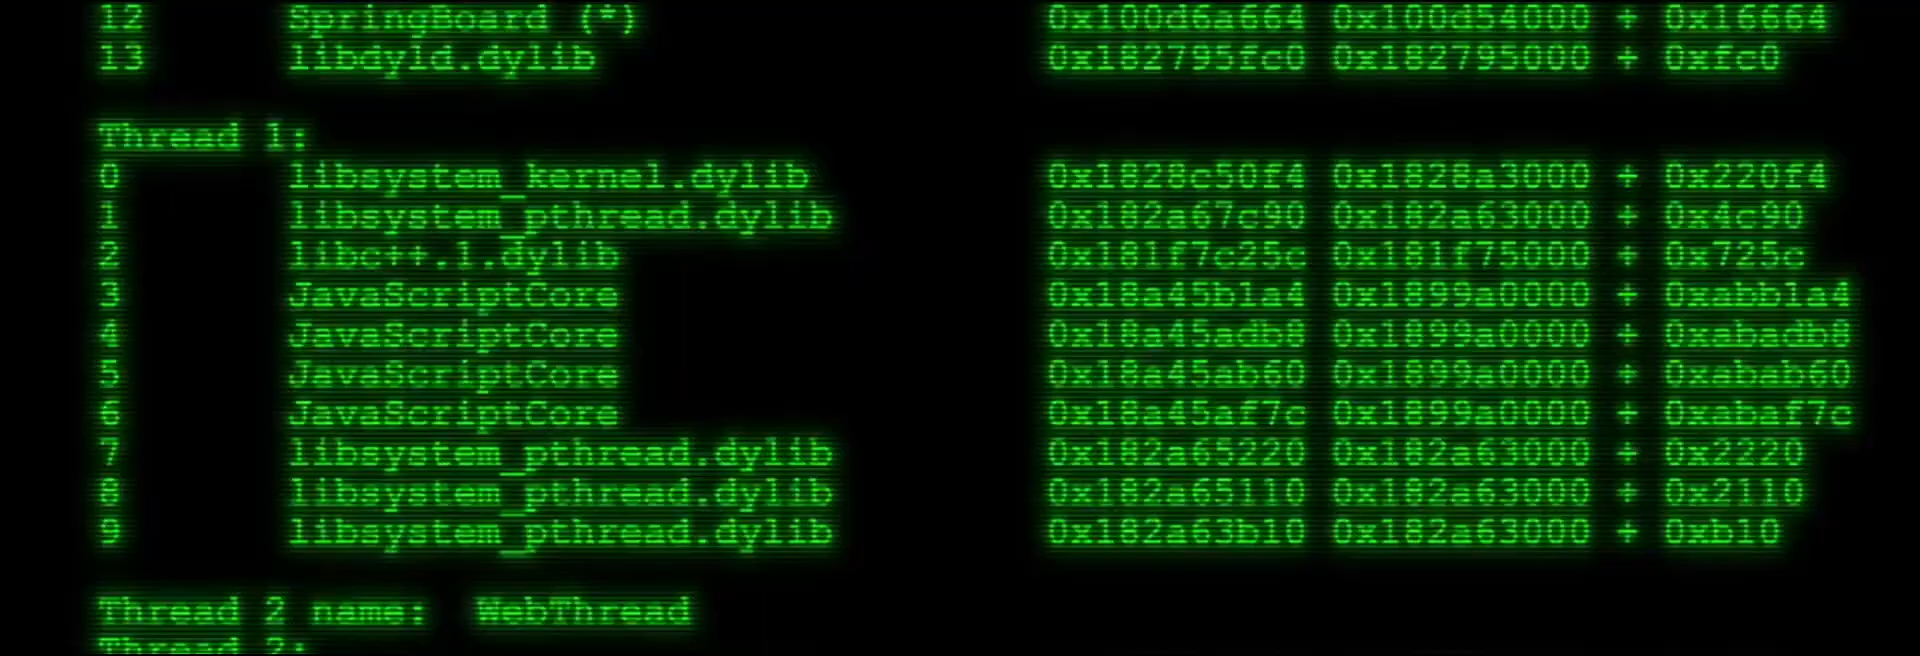 12 SpringBoard (*) 0x100d6a664 0x100d54000 + 0x16664
13 libdyld.dylib 0x182795fc0 0x182795000 + 0xfc0
Thread 1:
0 libsystem_kernel.dylib 0x1828c50f4 0x1828a3000 + 0x220f4
1 libsystem_pthread.dylib 0x182a67c90 0x182a63000 + 0x4c90
2 libc++.1.dylib 0x181f7c25c 0x181f75000 + 0x725c
3 JavaScriptCore 0x18a45b1a4 0x1899a0000 + 0xabb1a4
4 JavaScriptCore 0x18a45adb8 0x1899a0000 + 0xabadb8
5 JavaScriptCore 0x18a45ab60 0x1899a0000 + 0xabab60
6 JavaScriptCore 0x18a45af7c 0x1899a0000 + 0xabaf7c
7 libsystem_pthread.dylib 0x182a65220 0x182a63000 + 0x2220
8 libsystem_pthread.dylib 0x182a65110 0x182a63000 + 0x2110
9 libsystem_pthread.dylib 0x182a63b10 0x182a63000 + 0xb10
Thread 2 name: WebThread
Thread 2: